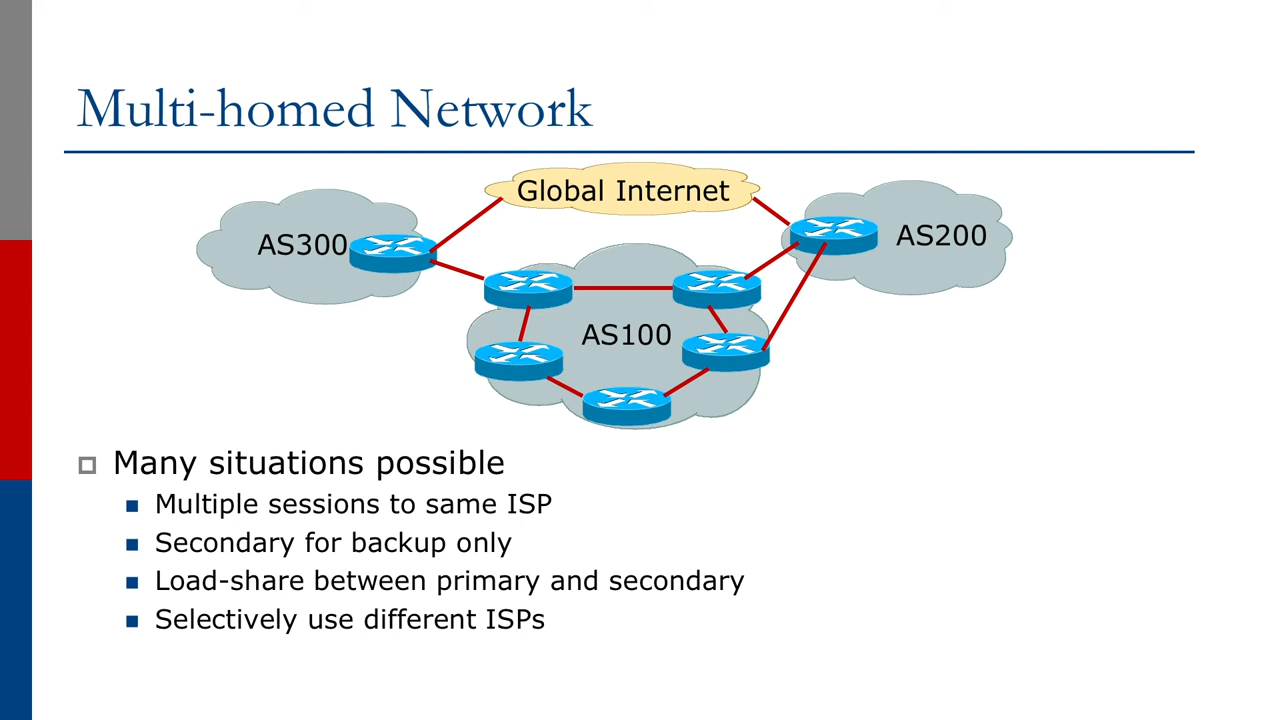 Multi-homed Network
Global Internet
AS300
AS200
AS100
Many situations possible
Multiple sessions to same ISP
Secondary for backup only
Load-share between primary and secondary
Selectively use different ISPs